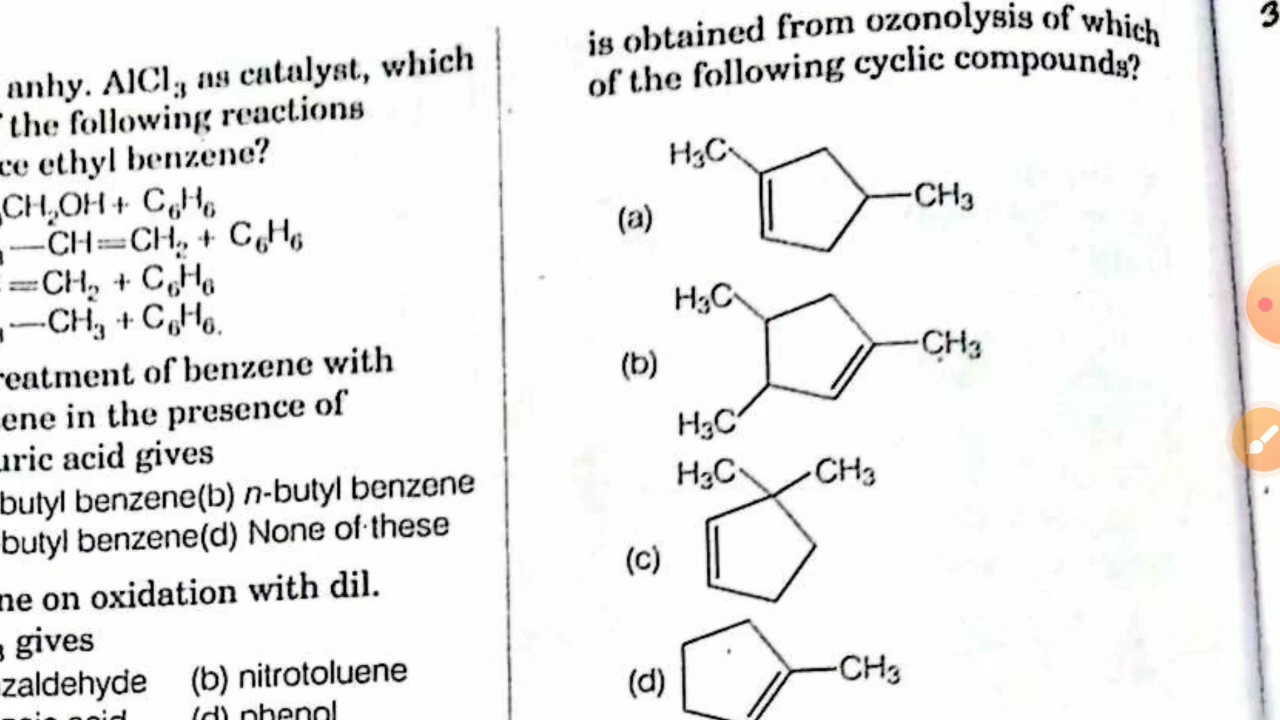 anhy. AlCl₃ as catalyst, which
the following reactions
ce ethyl benzene?
CH₂OH + C₆H₆
—CH=CH₂ + C₆H₆
=CH₂ + C₆H₆
—CH₃ + C₆H₆.
reatment of benzene with
ene in the presence of
uric acid gives
butyl benzene(b) n-butyl benzene
butyl benzene(d) None of these
ne on oxidation with dil.
gives
zaldehyde (b) nitrotoluene
(d) phenol
is obtained from ozonolysis of which
of the following cyclic compounds?
H₃C
(a) CH₃
H₃C
(b) CH₃
H₃C
H₃C CH₃
(c)
(d) CH₃
3